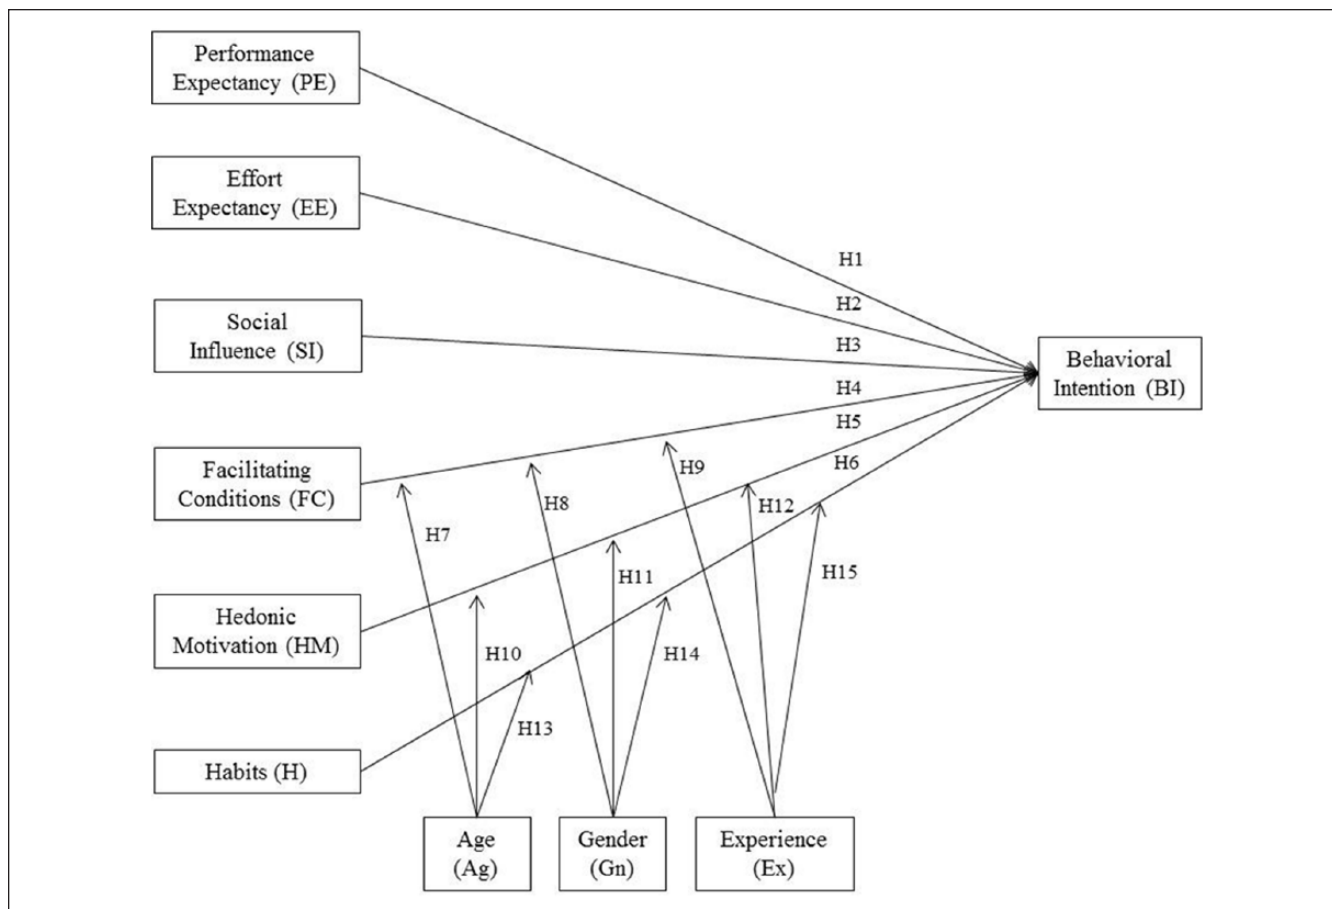 Performance
Expectancy (PE)
Effort
Expectancy (EE)
H1
H2
Social
Influence (SI)
H3
Behavioral
Intention (BI)
H4
H5
H6
Facilitating
Conditions (FC)
H9
H8
H12
H7
H11
H15
Hedonic
Motivation (HM)
H10
H14
H13
Habits (H)
Age
(Ag)
Gender
(Gn)
Experience
(Ex)